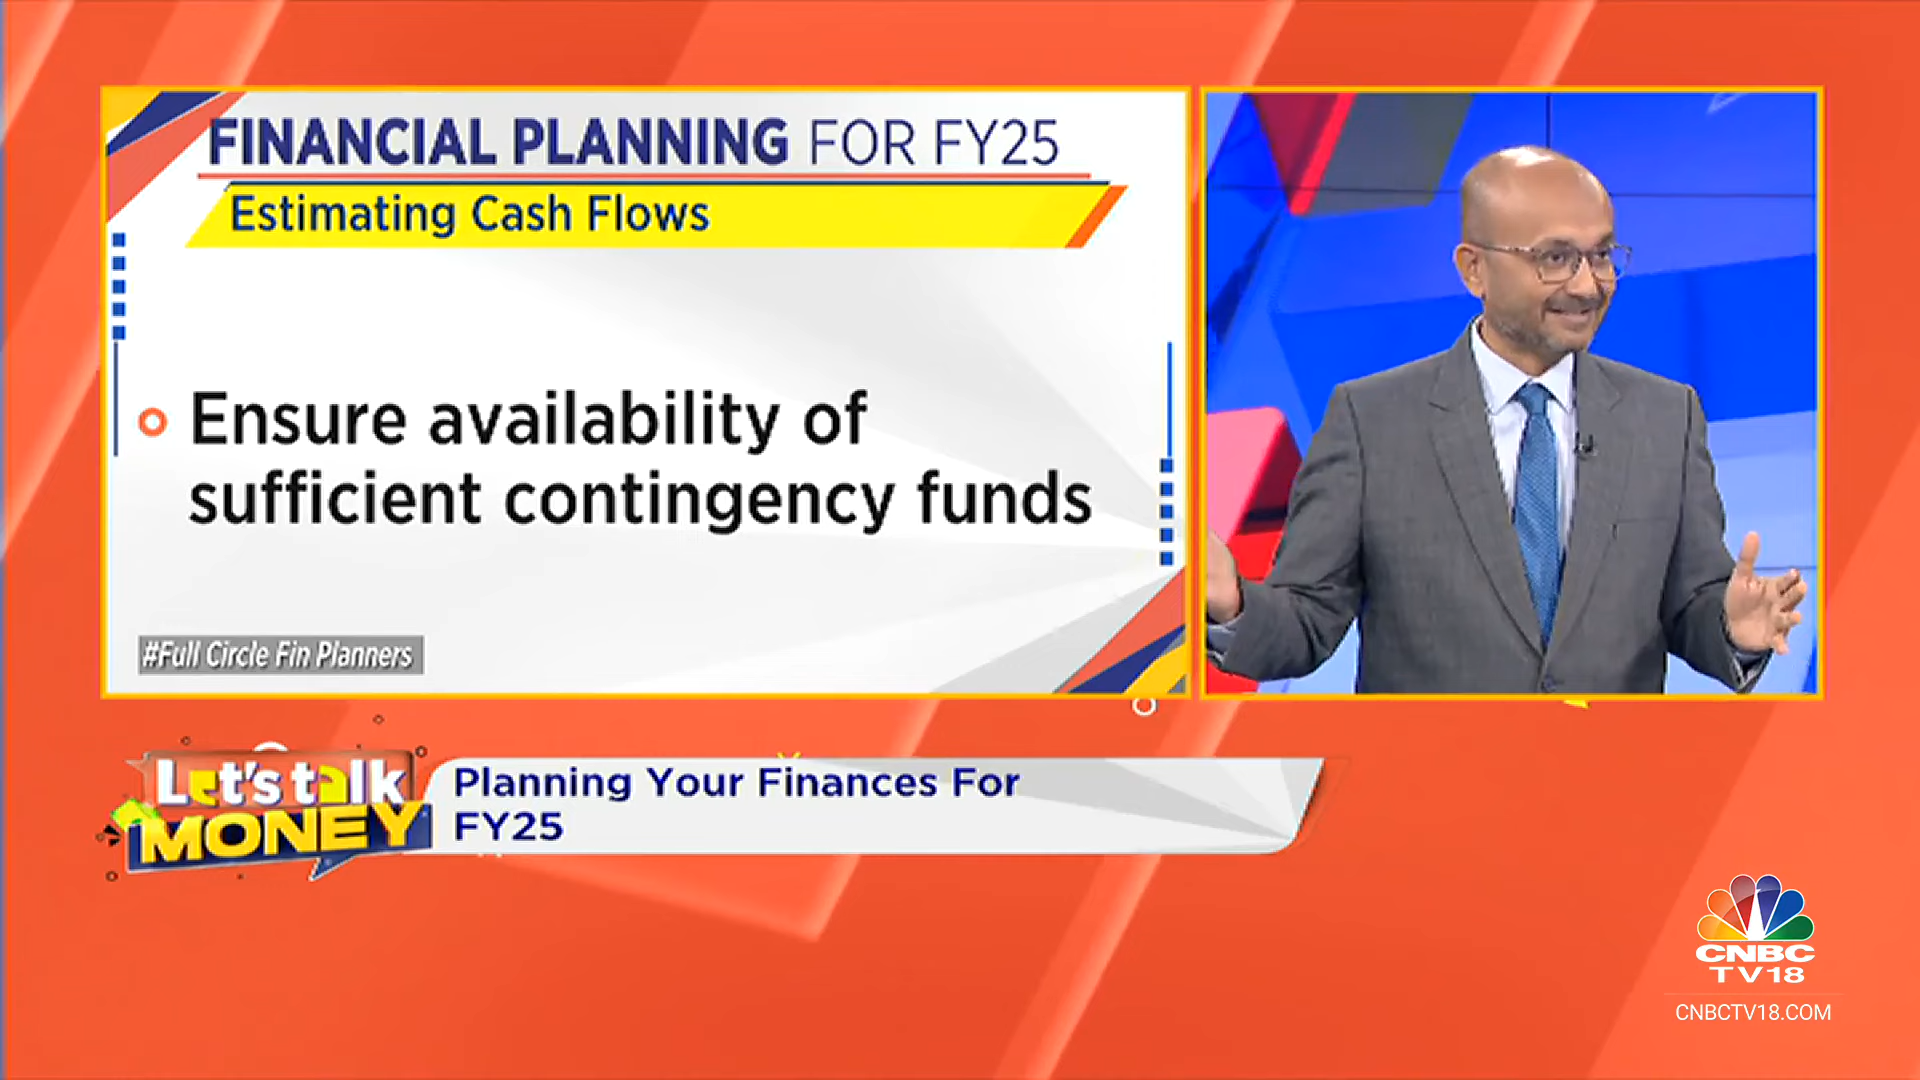 FINANCIAL PLANNING FOR FY25
Estimating Cash Flows
Ensure availability of
sufficient contingency funds
#Full Circle Fin Planners
Let's talk
MONEY
Planning Your Finances For
FY25
CNBC
TV18
CNBCTV18.COM